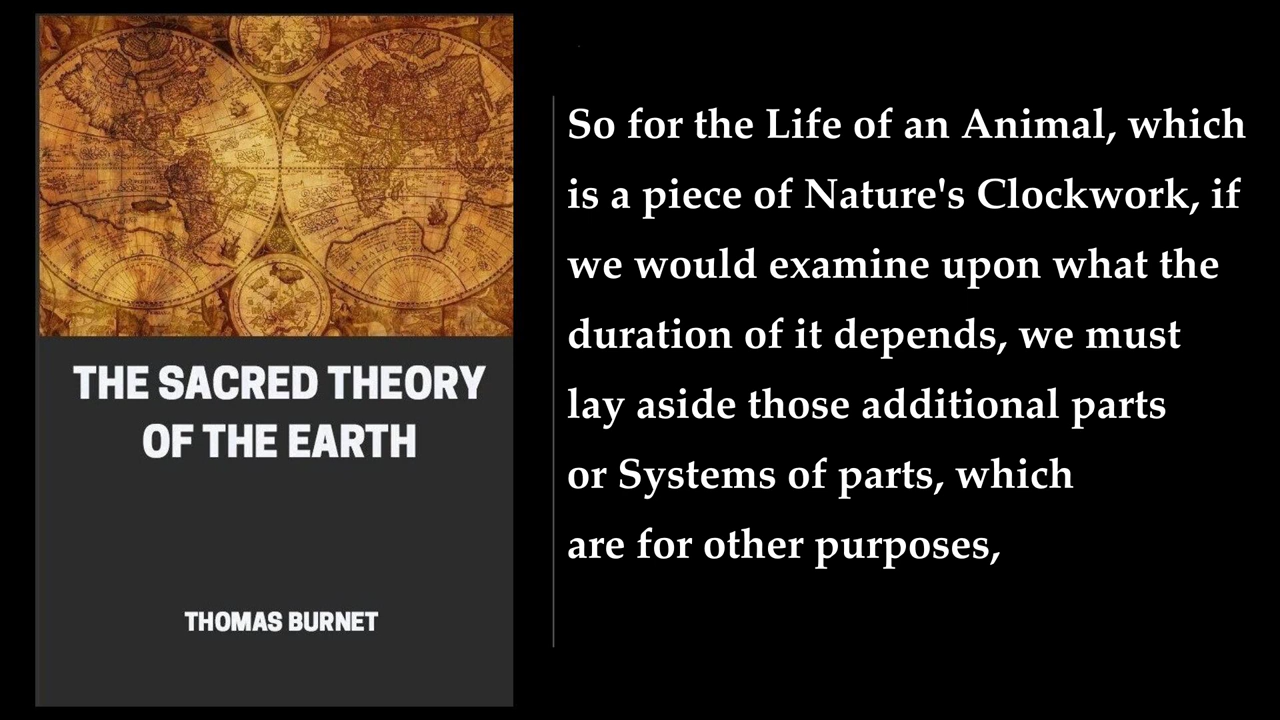 THE SACRED THEORY
OF THE EARTH
THOMAS BURNET
So for the Life of an Animal, which
is a piece of Nature's Clockwork, if
we would examine upon what the
duration of it depends, we must
lay aside those additional parts
or Systems of parts, which
are for other purposes,